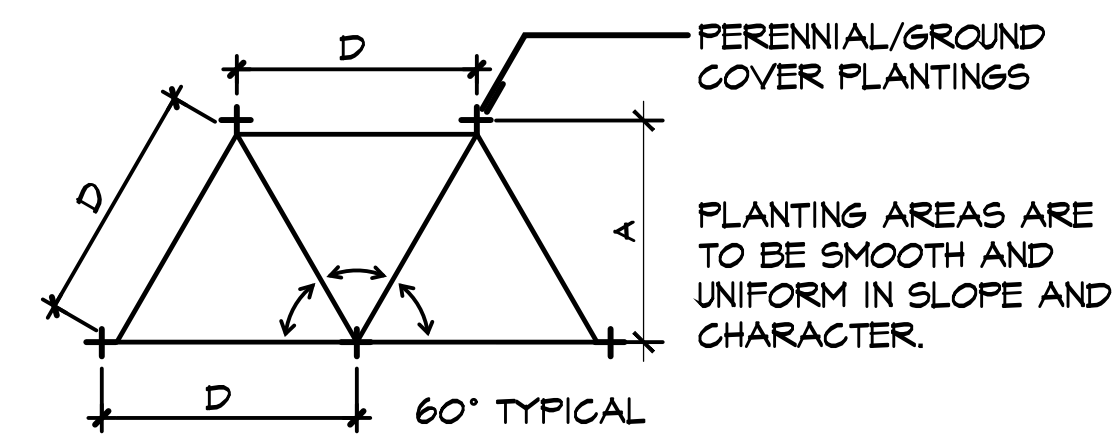 D
PERENNIAL/GROUND
COVER PLANTINGS
D
A
PLANTING AREAS ARE
TO BE SMOOTH AND
UNIFORM IN SLOPE AND
CHARACTER.
D
60° TYPICAL